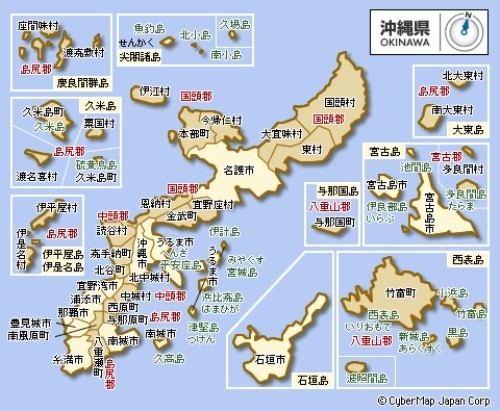 沖縄県
OKINAWA
座間味村
渡嘉敷村
島尻郡
慶良間群島
魚釣島
久場島
北小島
せんかく
尖閣諸島
南小島
伊江村
国頭郡
今帰仁村
本部町
国頭村
大宜味村
東村
名護市
北大東村
島尻郡
南大東村
大東島
久米島町
久米島
久米島
粟国村
島尻郡
硫黄鳥島
渡名喜村
久米島町
宮古島
宮古郡
池間島
宮古島市
多良間村
多良間島
たらま
伊良部島
いらぶ
宮古島市
国頭郡
恩納村
宜野座村
金武町
与那国島
八重山郡
与那国町
伊平屋村
島尻郡
伊是名村
伊平屋島
伊是名島
中頭郡
読谷村
嘉手納町
北谷町
沖縄市
うるま市
へんざ
平安座島
伊計島
うるま市
みやぐす
宮城島
浜比嘉島
はまひが
津堅島
つけん
北中城村
宜野湾市
中城村
中頭郡
浦添市
西原町
那覇市
与那原町
島尻郡
豊見城市
南風原町
南城市
南城市
久高島
糸満市
八重瀬町
島尻郡
石垣市
石垣島
西表島
竹富町
小浜島
竹富島
西表島
いりおもて
八重山郡
新城島
あらぐすく
黒島
波照間島
© CyberMap Japan Corp.